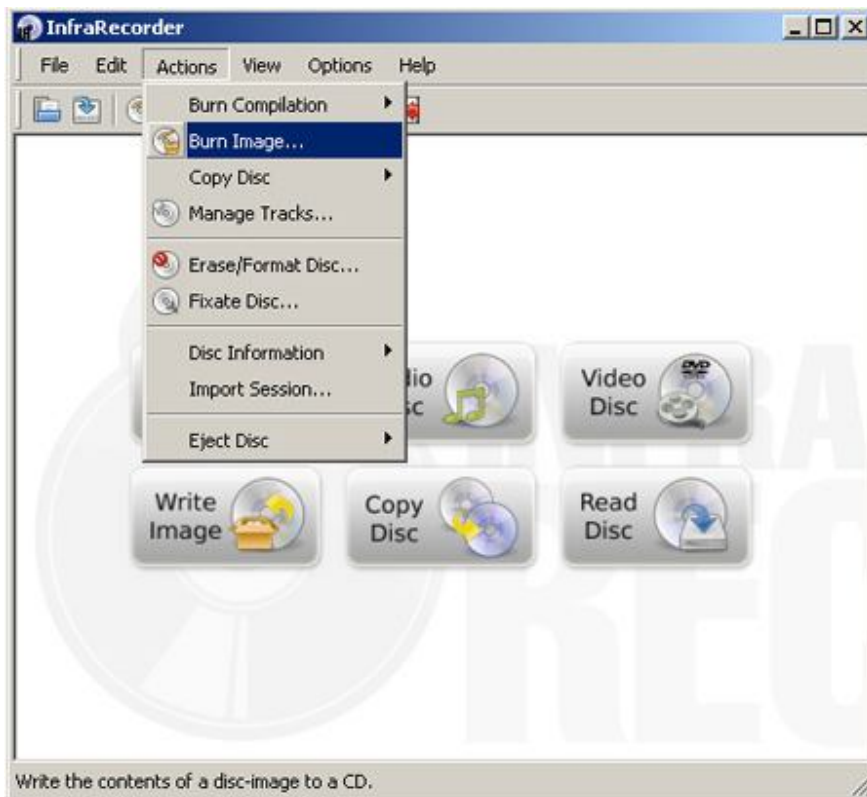 InfraRecorder
File Edit Actions View Options Help
Burn Compilation
Burn Image...
Copy Disc
Manage Tracks...
Erase/Format Disc...
Fixate Disc...
Disc Information
Import Session...
Eject Disc
Video
Disc
DVD
Write
Image
Copy
Disc
Read
Disc
Write the contents of a disc-image to a CD.